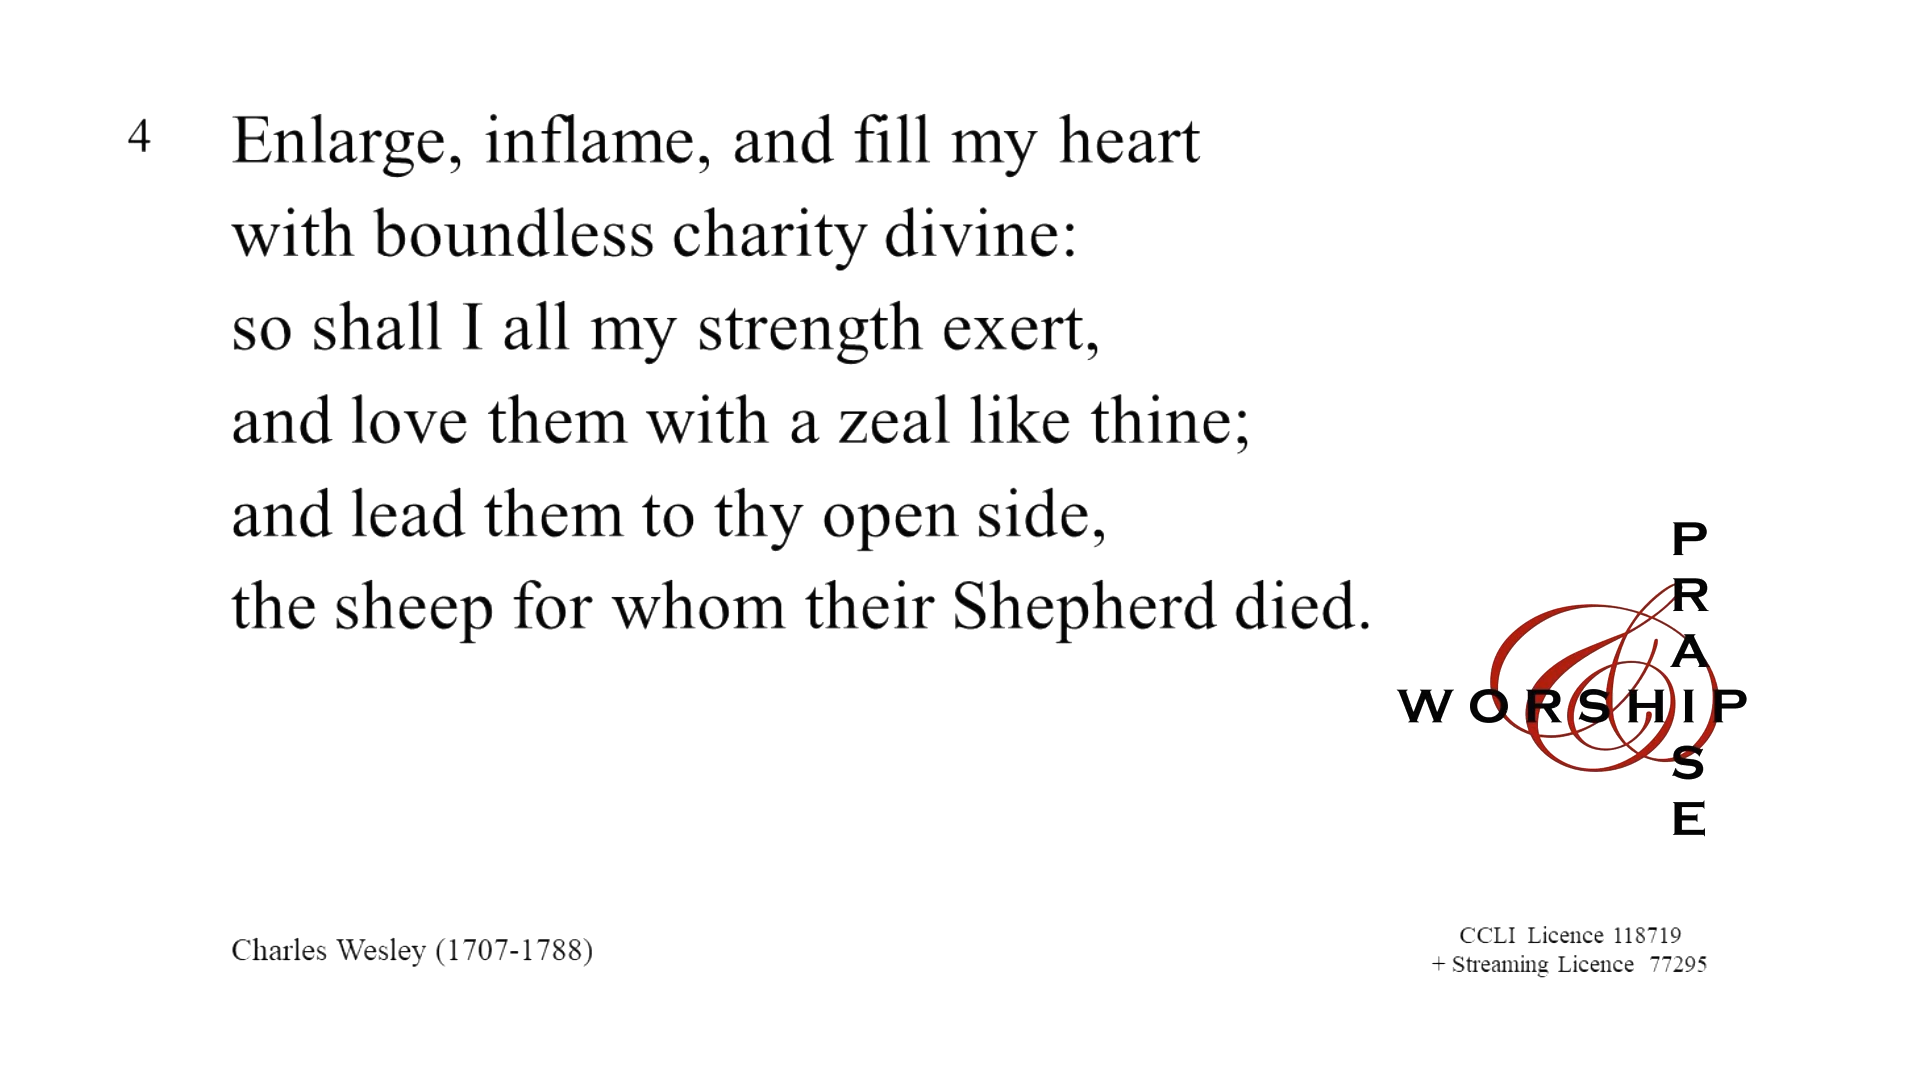 4 Enlarge, inflame, and fill my heart
with boundless charity divine:
so shall I all my strength exert,
and love them with a zeal like thine;
and lead them to thy open side,
the sheep for whom their Shepherd died.
PRAISE
&
WORSHIP
Charles Wesley (1707-1788)
CCLI Licence 118719
+ Streaming Licence 77295